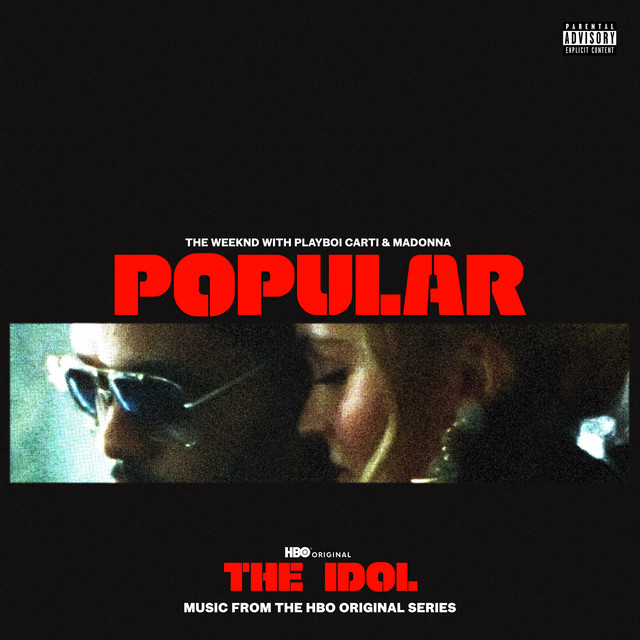 PARENTAL
ADVISORY
EXPLICIT CONTENT
THE WEEKND WITH PLAYBOI CARTI & MADONNA
POPULAR
HBO ORIGINAL
THE IDOL
MUSIC FROM THE HBO ORIGINAL SERIES